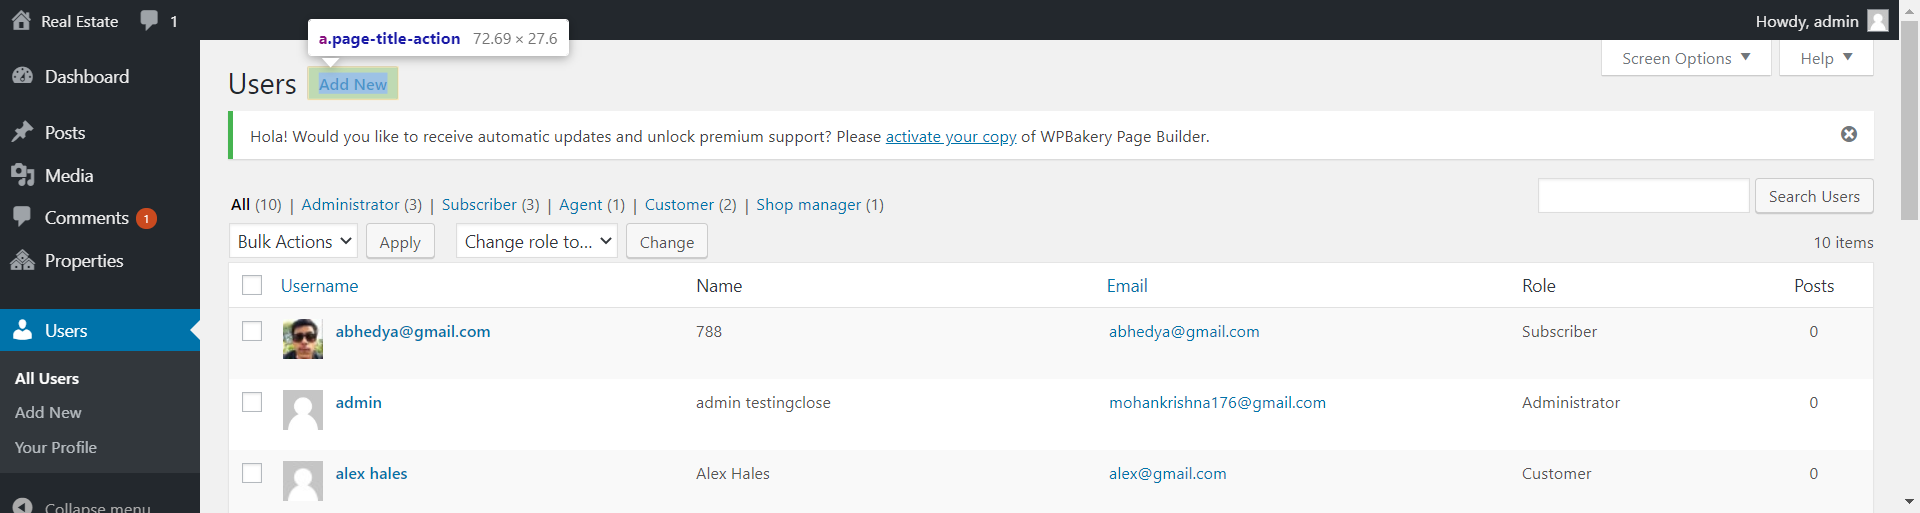 Real Estate 1
Howdy, admin
a.page-title-action 72.69 × 27.6
Dashboard
Posts
Media
Comments 1
Properties
Users
All Users
Add New
Your Profile
Collapse menu
Screen Options Help
Users Add New
Hola! Would you like to receive automatic updates and unlock premium support? Please activate your copy of WPBakery Page Builder.
All (10) | Administrator (3) | Subscriber (3) | Agent (1) | Customer (2) | Shop manager (1)
Search Users
Bulk Actions Apply Change role to... Change
10 items
Username Name Email Role Posts
abhedya@gmail.com 788 abhedya@gmail.com Subscriber 0
admin admin testingclose mohankrishna176@gmail.com Administrator 0
alex hales Alex Hales alex@gmail.com Customer 0